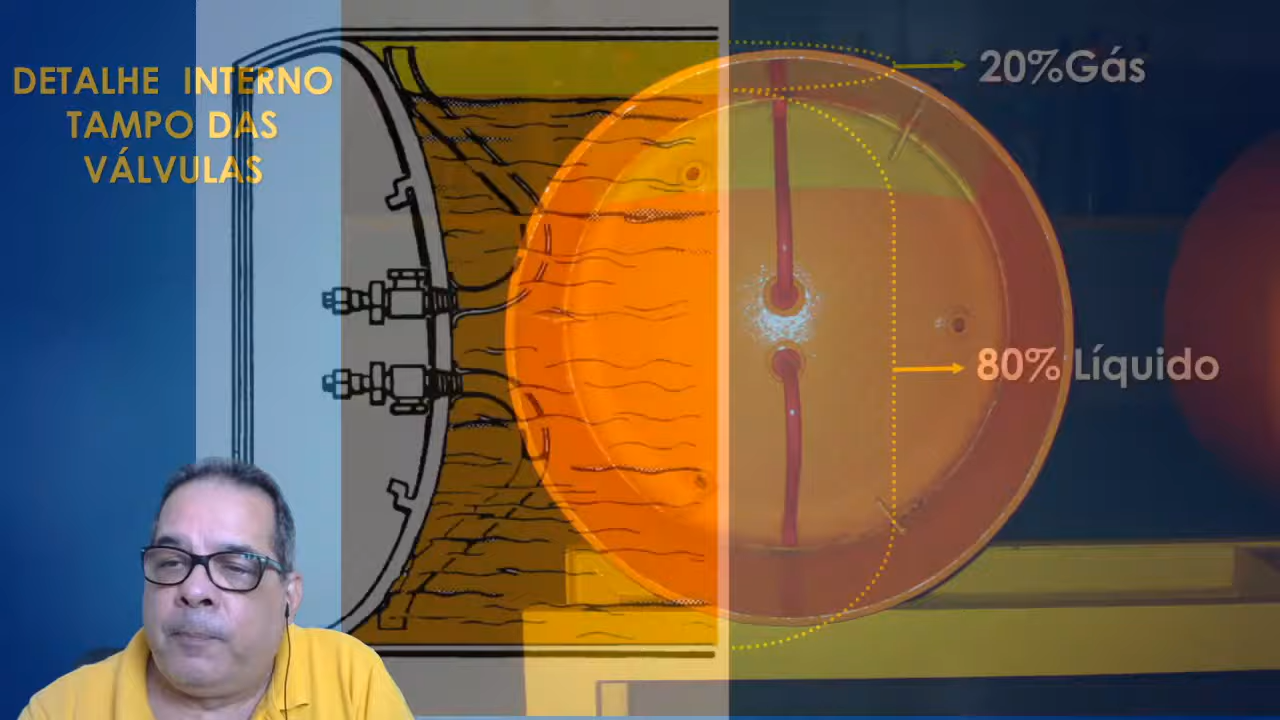 DETALHE INTERNO
TAMPO DAS
VÁLVULAS
20%Gás
80% Líquido